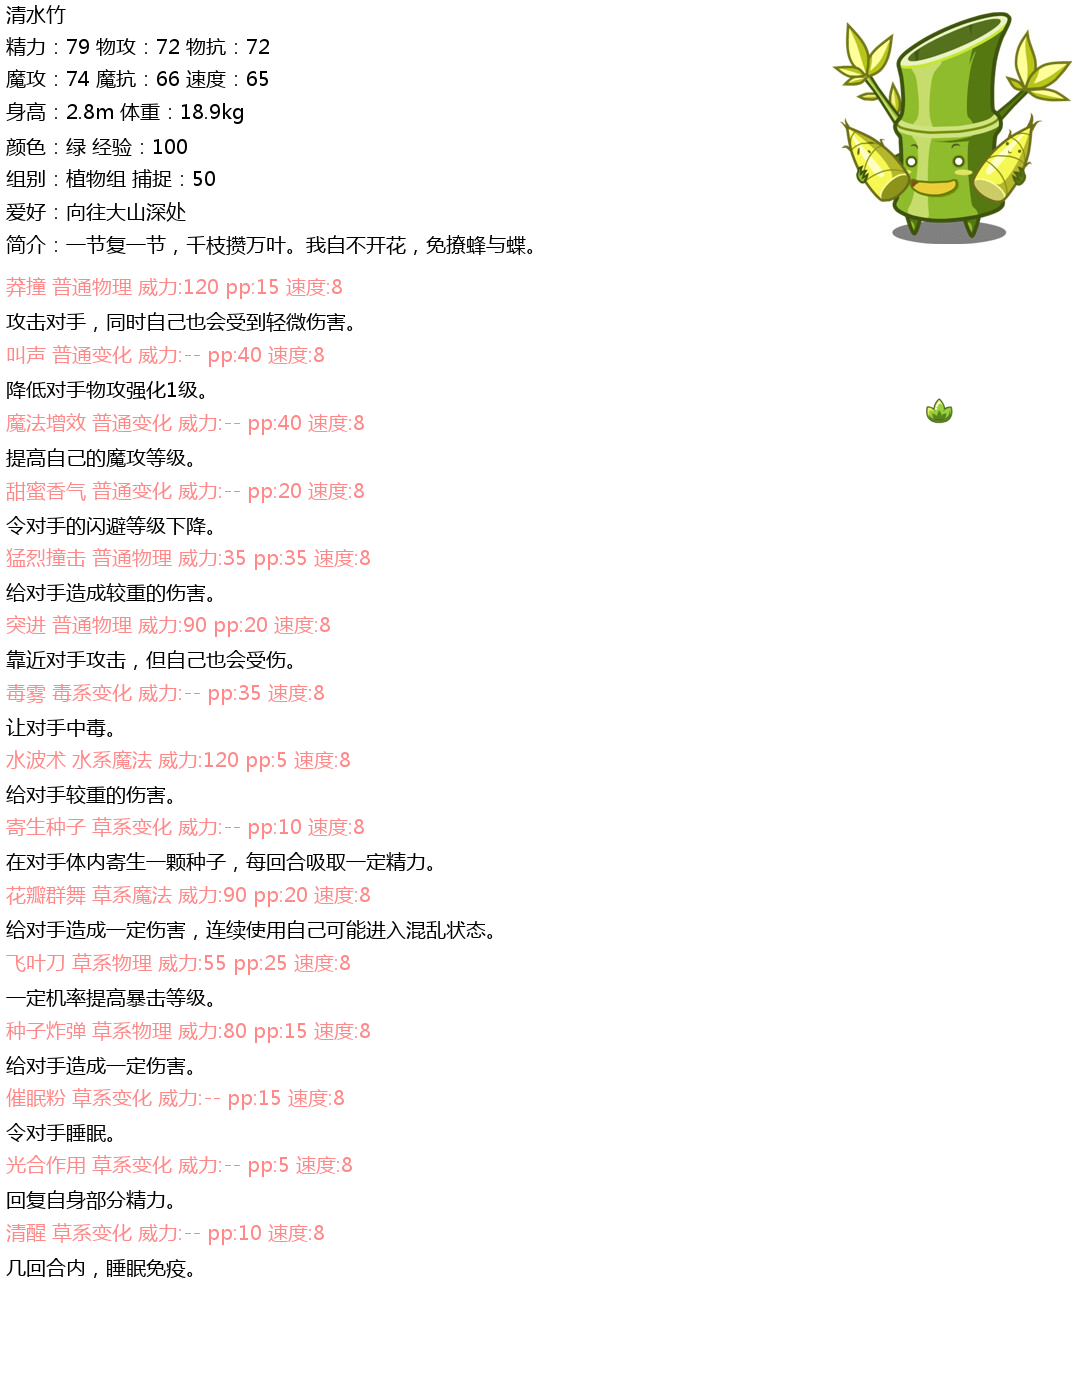 清水竹
精力：79 物攻：72 物抗：72
魔攻：74 魔抗：66 速度：65
身高：2.8m 体重：18.9kg
颜色：绿 经验：100
组别：植物组 捕捉：50
爱好：向往大山深处
简介：一节复一节，千枝攒万叶。我自不开花，免撩蜂与蝶。
莽撞 普通物理 威力:120 pp:15 速度:8
攻击对手，同时自己也会受到轻微伤害。
叫声 普通变化 威力:-- pp:40 速度:8
降低对手物攻强化1级。
魔法增效 普通变化 威力:-- pp:40 速度:8
提高自己的魔攻等级。
甜蜜香气 普通变化 威力:-- pp:20 速度:8
令对手的闪避等级下降。
猛烈撞击 普通物理 威力:35 pp:35 速度:8
给对手造成较重的伤害。
突进 普通物理 威力:90 pp:20 速度:8
靠近对手攻击，但自己也会受伤。
毒雾 毒系变化 威力:-- pp:35 速度:8
让对手中毒。
水波术 水系魔法 威力:120 pp:5 速度:8
给对手较重的伤害。
寄生种子 草系变化 威力:-- pp:10 速度:8
在对手体内寄生一颗种子，每回合吸取一定精力。
花瓣群舞 草系魔法 威力:90 pp:20 速度:8
给对手造成一定伤害，连续使用自己可能进入混乱状态。
飞叶刀 草系物理 威力:55 pp:25 速度:8
一定机率提高暴击等级。
种子炸弹 草系物理 威力:80 pp:15 速度:8
给对手造成一定伤害。
催眠粉 草系变化 威力:-- pp:15 速度:8
令对手睡眠。
光合作用 草系变化 威力:-- pp:5 速度:8
回复自身部分精力。
清醒 草系变化 威力:-- pp:10 速度:8
几回合内，睡眠免疫。